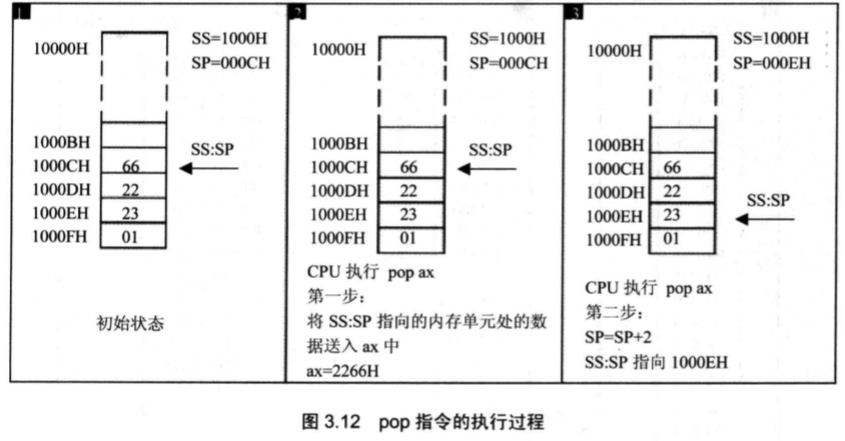 1
10000H
SS=1000H
SP=000CH
1000BH
1000CH 66 SS:SP
1000DH 22
1000EH 23
1000FH 01
初始状态
2
10000H
SS=1000H
SP=000CH
1000BH
1000CH 66 SS:SP
1000DH 22
1000EH 23
1000FH 01
CPU 执行 pop ax
第一步：
将 SS:SP 指向的内存单元处的数
据送入 ax 中
ax=2266H
3
10000H
SS=1000H
SP=000EH
1000BH
1000CH 66
1000DH 22
1000EH 23 SS:SP
1000FH 01
CPU 执行 pop ax
第二步：
SP=SP+2
SS:SP 指向 1000EH
图 3.12 pop 指令的执行过程